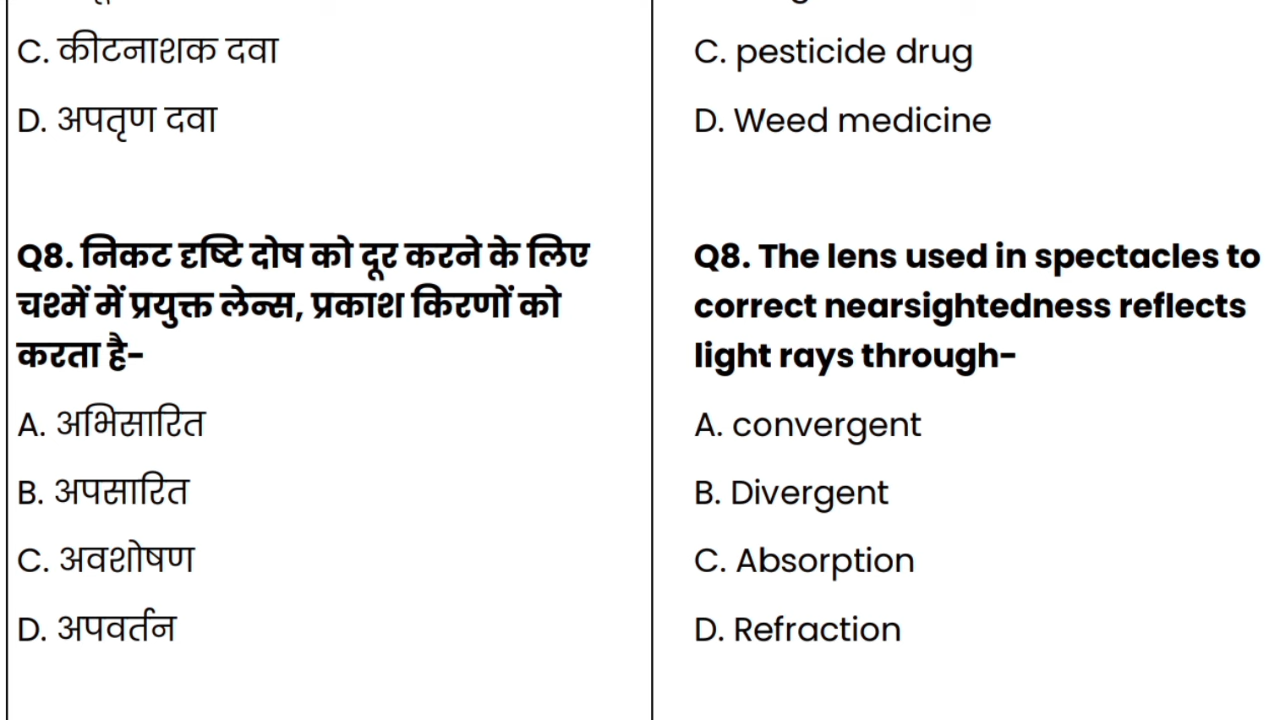 C. कीटनाशक दवा
D. अपतृण दवा
Q8. निकट दृष्टि दोष को दूर करने के लिए
चश्में में प्रयुक्त लेन्स, प्रकाश किरणों को
करता है-
A. अभिसारित
B. अपसारित
C. अवशोषण
D. अपवर्तन
C. pesticide drug
D. Weed medicine
Q8. The lens used in spectacles to
correct nearsightedness reflects
light rays through-
A. convergent
B. Divergent
C. Absorption
D. Refraction